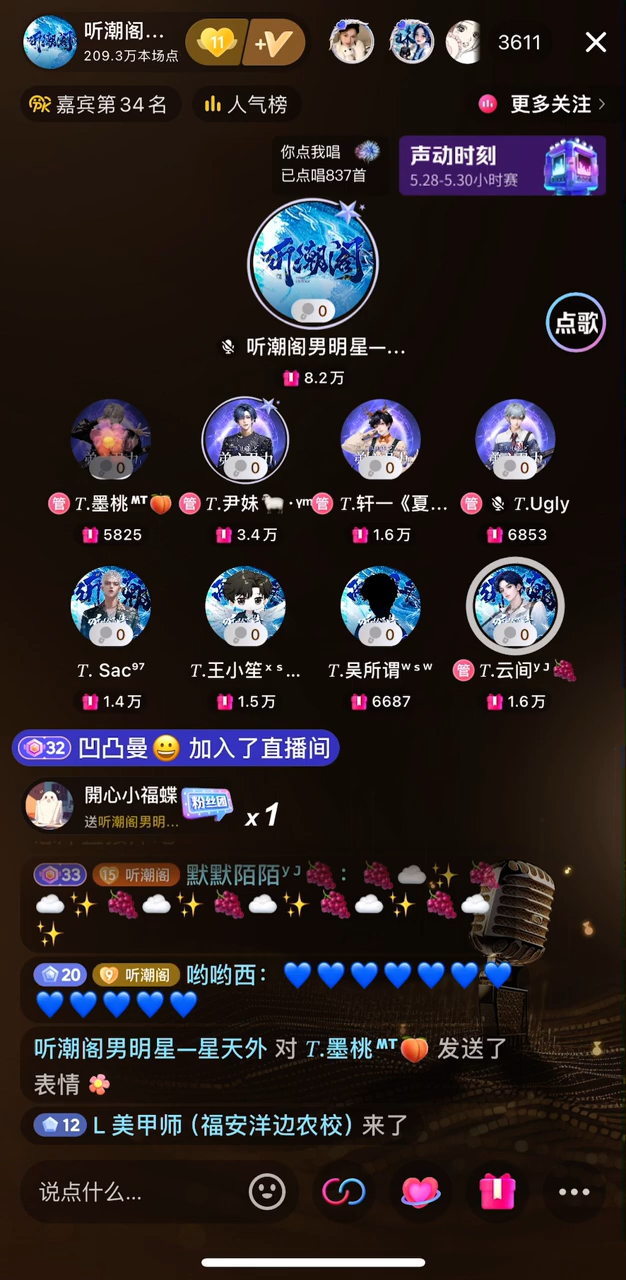 听潮阁...
209.3万本场点
11
+
3611
嘉宾第34名
人气榜
更多关注
你点我唱
已点唱837首
声动时刻
5.28-5.30小时赛
听潮阁
0
点歌
听潮阁男明星一...
8.2万
0
0
0
0
管 T.墨桃ᴹᵀ🍑
管 T.尹妹🐑·ʸᵐ
管 T.轩一《夏...
管 T.Ugly
5825
3.4万
1.6万
6853
0
0
0
0
T. Sac⁹⁷
T.王小笙ˣˢ...
T.吴所谓ʷˢʷ
管 T.云间ʸᴶ🍇
1.4万
1.5万
6687
1.6万
32 凹凸曼😀 加入了直播间
開心小福蝶
送听潮阁男明...
粉丝团
x1
33 15 听潮阁 默默陌陌ʸᴶ🍇：🍇☁️✨🍇
☁️✨🍇☁️✨🍇☁️✨🍇☁️✨🍇☁️
✨
20 9 听潮阁 哟哟西：💙💙💙💙💙💙💙
💙💙💙💙💙
听潮阁男明星一星天外 对 T.墨桃ᴹᵀ🍑 发送了
表情 🌸
12 L 美甲师（福安洋边农校）来了
说点什么...